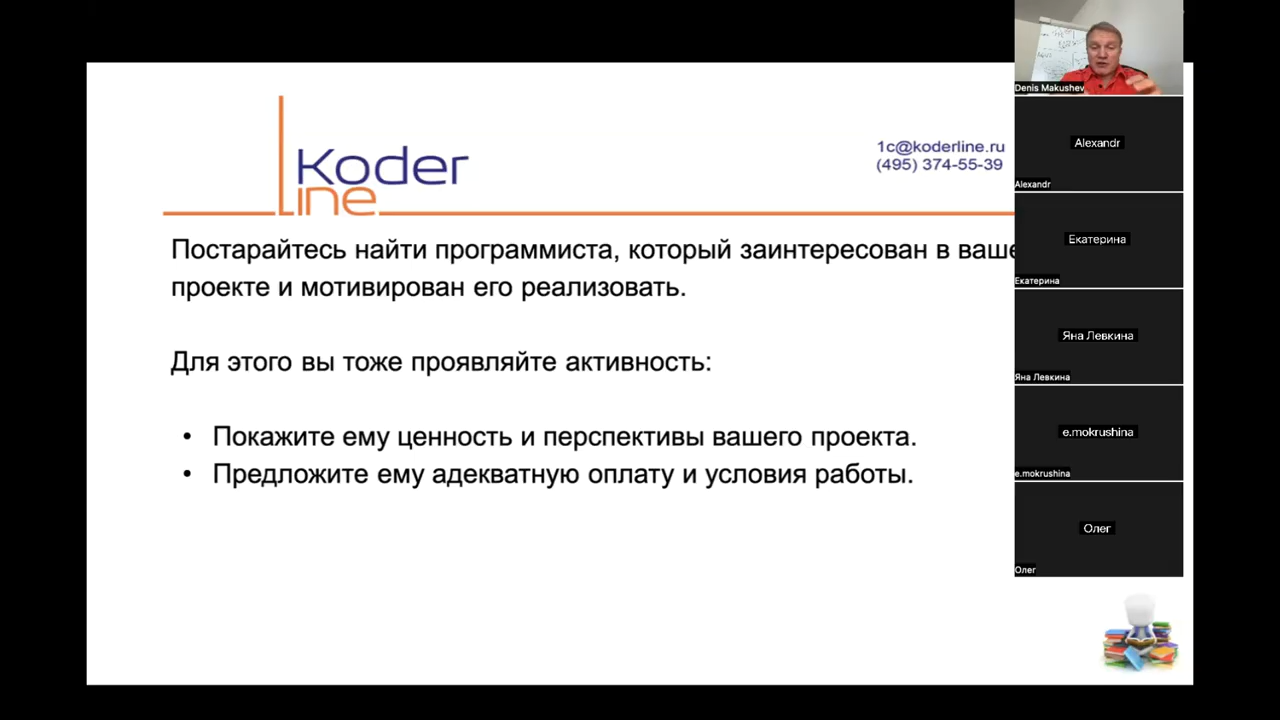 Koder
line
1c@koderline.ru
(495) 374-55-39
Постарайтесь найти программиста, который заинтересован в ваше
проекте и мотивирован его реализовать.
Для этого вы тоже проявляйте активность:
• Покажите ему ценность и перспективы вашего проекта.
• Предложите ему адекватную оплату и условия работы.
Denis Makushev
Alexandr
Alexandr
Екатерина
Екатерина
Яна Левкина
Яна Левкина
e.mokrushina
e.mokrushina
Олег
Олег